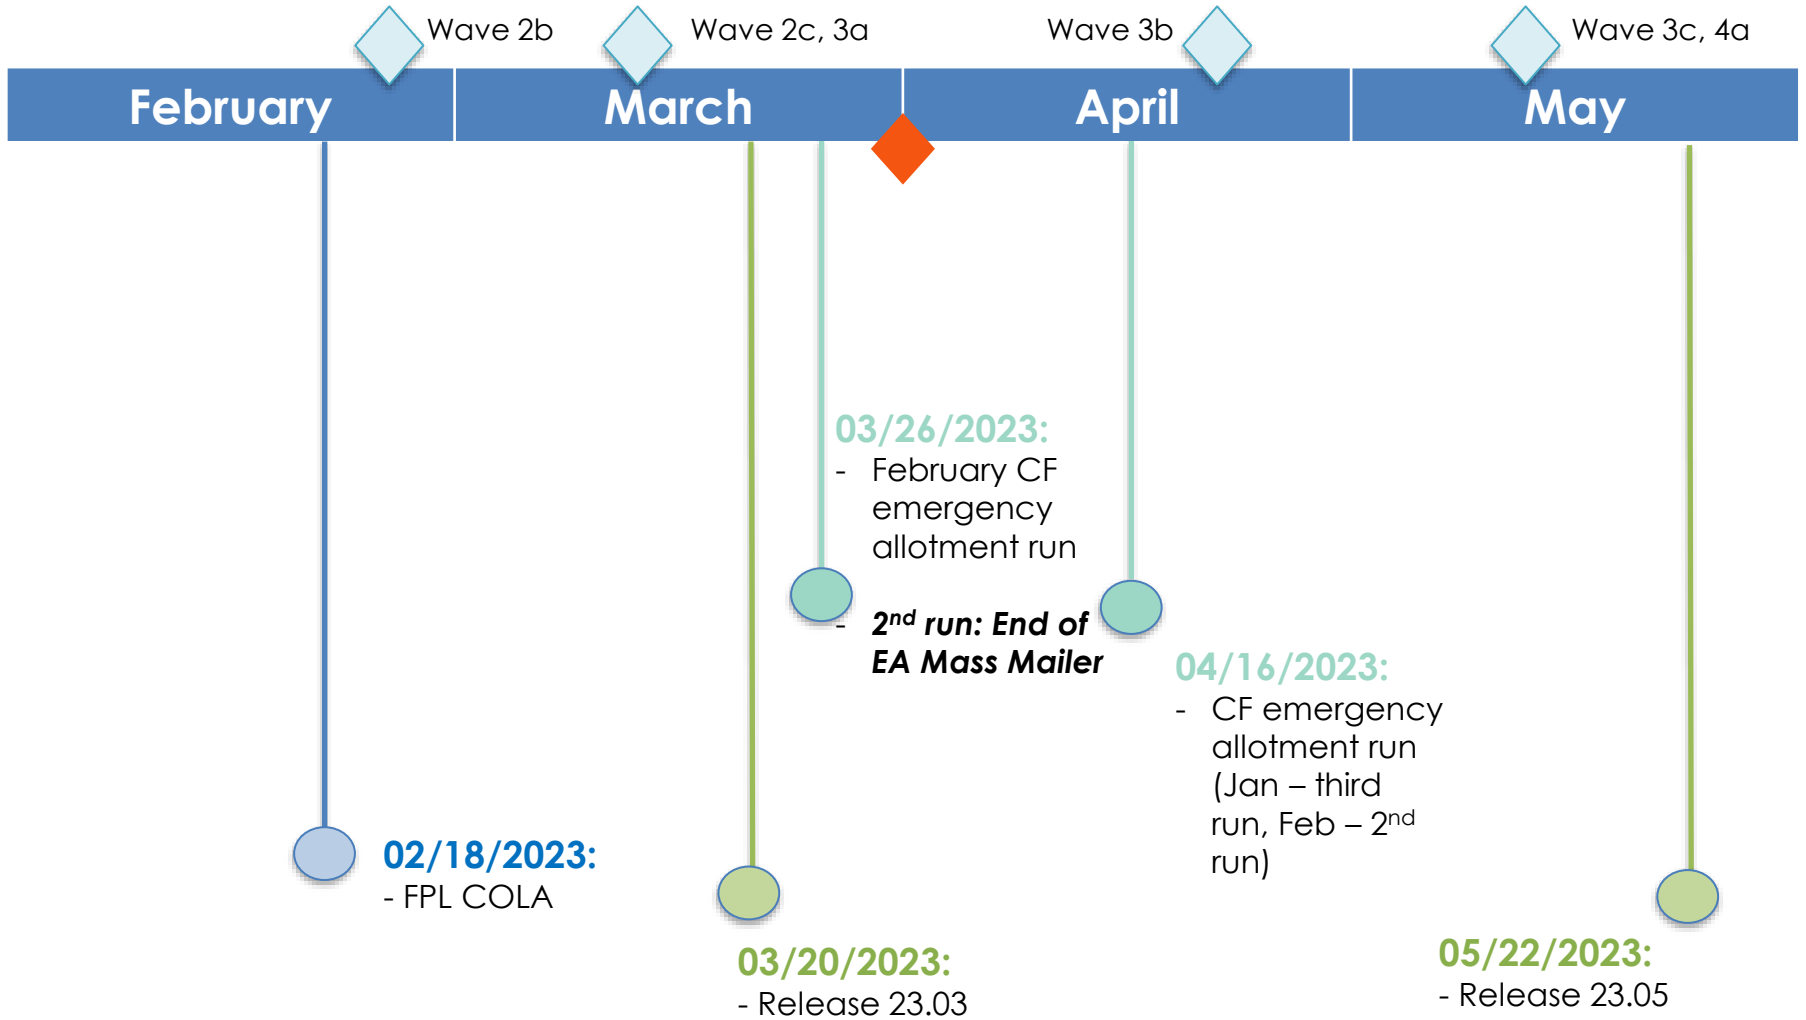 Wave 2b
Wave 2c, 3a
Wave 3b
Wave 3c, 4a
February
March
April
May
03/26/2023:
- February CF
emergency
allotment run
- 2nd run: End of
EA Mass Mailer
04/16/2023:
- CF emergency
allotment run
(Jan – third
run, Feb – 2nd
run)
02/18/2023:
- FPL COLA
03/20/2023:
- Release 23.03
05/22/2023:
- Release 23.05